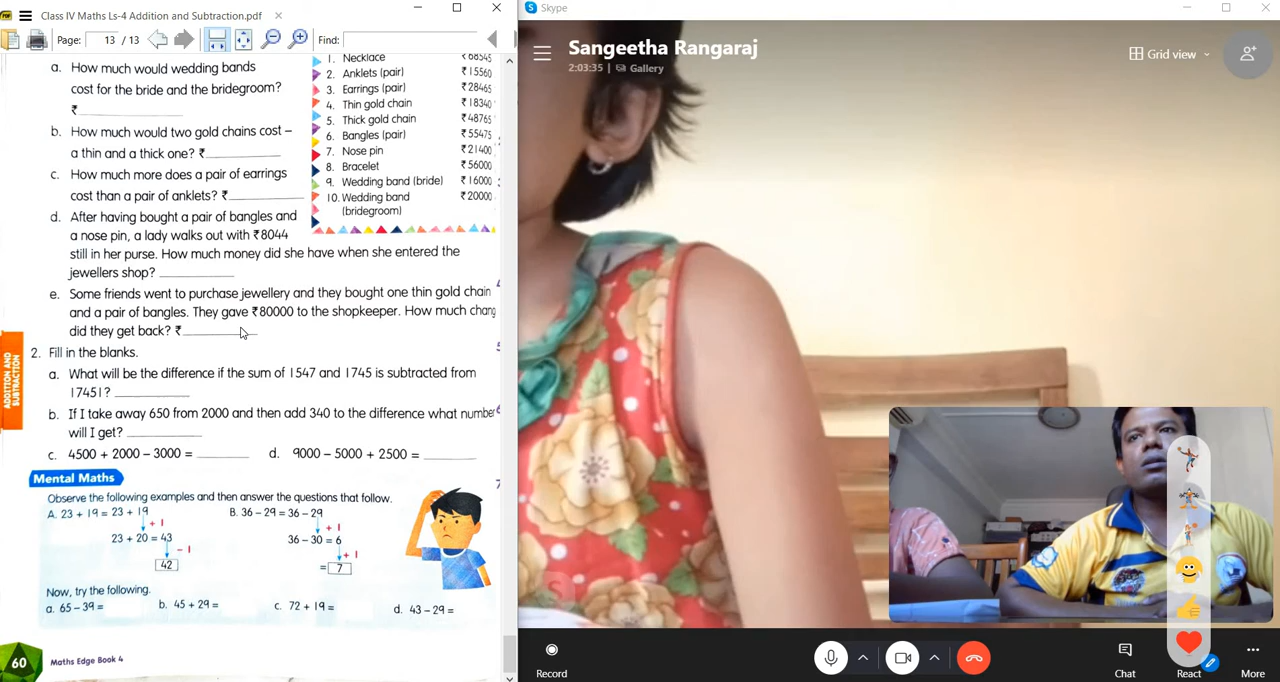 Class IV Maths Ls-4 Addition and Subtraction.pdf
Page: 13 / 13 Find:
a. How much would wedding bands
cost for the bride and the bridegroom?
₹
b. How much would two gold chains cost –
a thin and a thick one? ₹
c. How much more does a pair of earrings
cost than a pair of anklets? ₹
d. After having bought a pair of bangles and
a nose pin, a lady walks out with ₹8044
still in her purse. How much money did she have when she entered the
jewellers shop?
e. Some friends went to purchase jewellery and they bought one thin gold chain
and a pair of bangles. They gave ₹80000 to the shopkeeper. How much chang
did they get back? ₹
1. Necklace ₹68545
2. Anklets (pair) ₹15560
3. Earrings (pair) ₹28465
4. Thin gold chain ₹18340
5. Thick gold chain ₹48765
6. Bangles (pair) ₹55475
7. Nose pin ₹21400
8. Bracelet ₹56000
9. Wedding band (bride) ₹16000
10. Wedding band ₹20000
(bridegroom)
ADDITION AND
SUBTRACTION
2. Fill in the blanks.
a. What will be the difference if the sum of 1547 and 1745 is subtracted from
17451?
b. If I take away 650 from 2000 and then add 340 to the difference what number
will I get?
c. 4500 + 2000 – 3000 = d. 9000 – 5000 + 2500 =
Mental Maths
Observe the following examples and then answer the questions that follow.
A. 23 + 19 = 23 + 19 B. 36 – 29 = 36 – 29
+ 1 + 1
23 + 20 = 43 36 – 30 = 6
– 1 + 1
42 = 7
Now, try the following.
a. 65 – 39 = b. 45 + 29 = c. 72 + 19 = d. 43 – 29 =
60 Maths Edge Book 4
Skype
Sangeetha Rangaraj
2:03:35 | Gallery
Grid view
Record
Chat
React
More